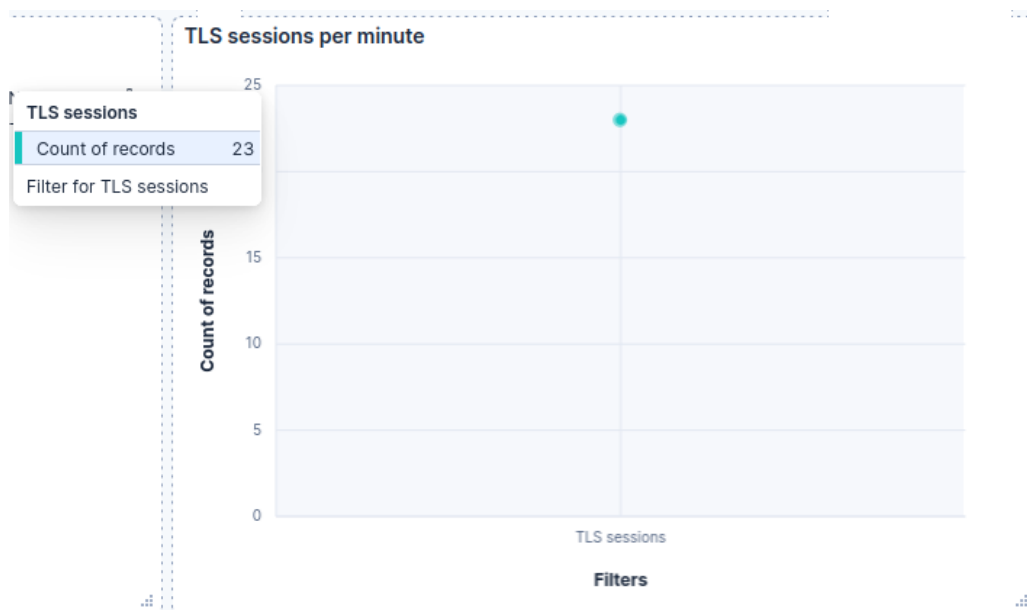 TLS sessions per minute
TLS sessions
Count of records 23
Filter for TLS sessions
25
15
10
5
0
Count of records
TLS sessions
Filters